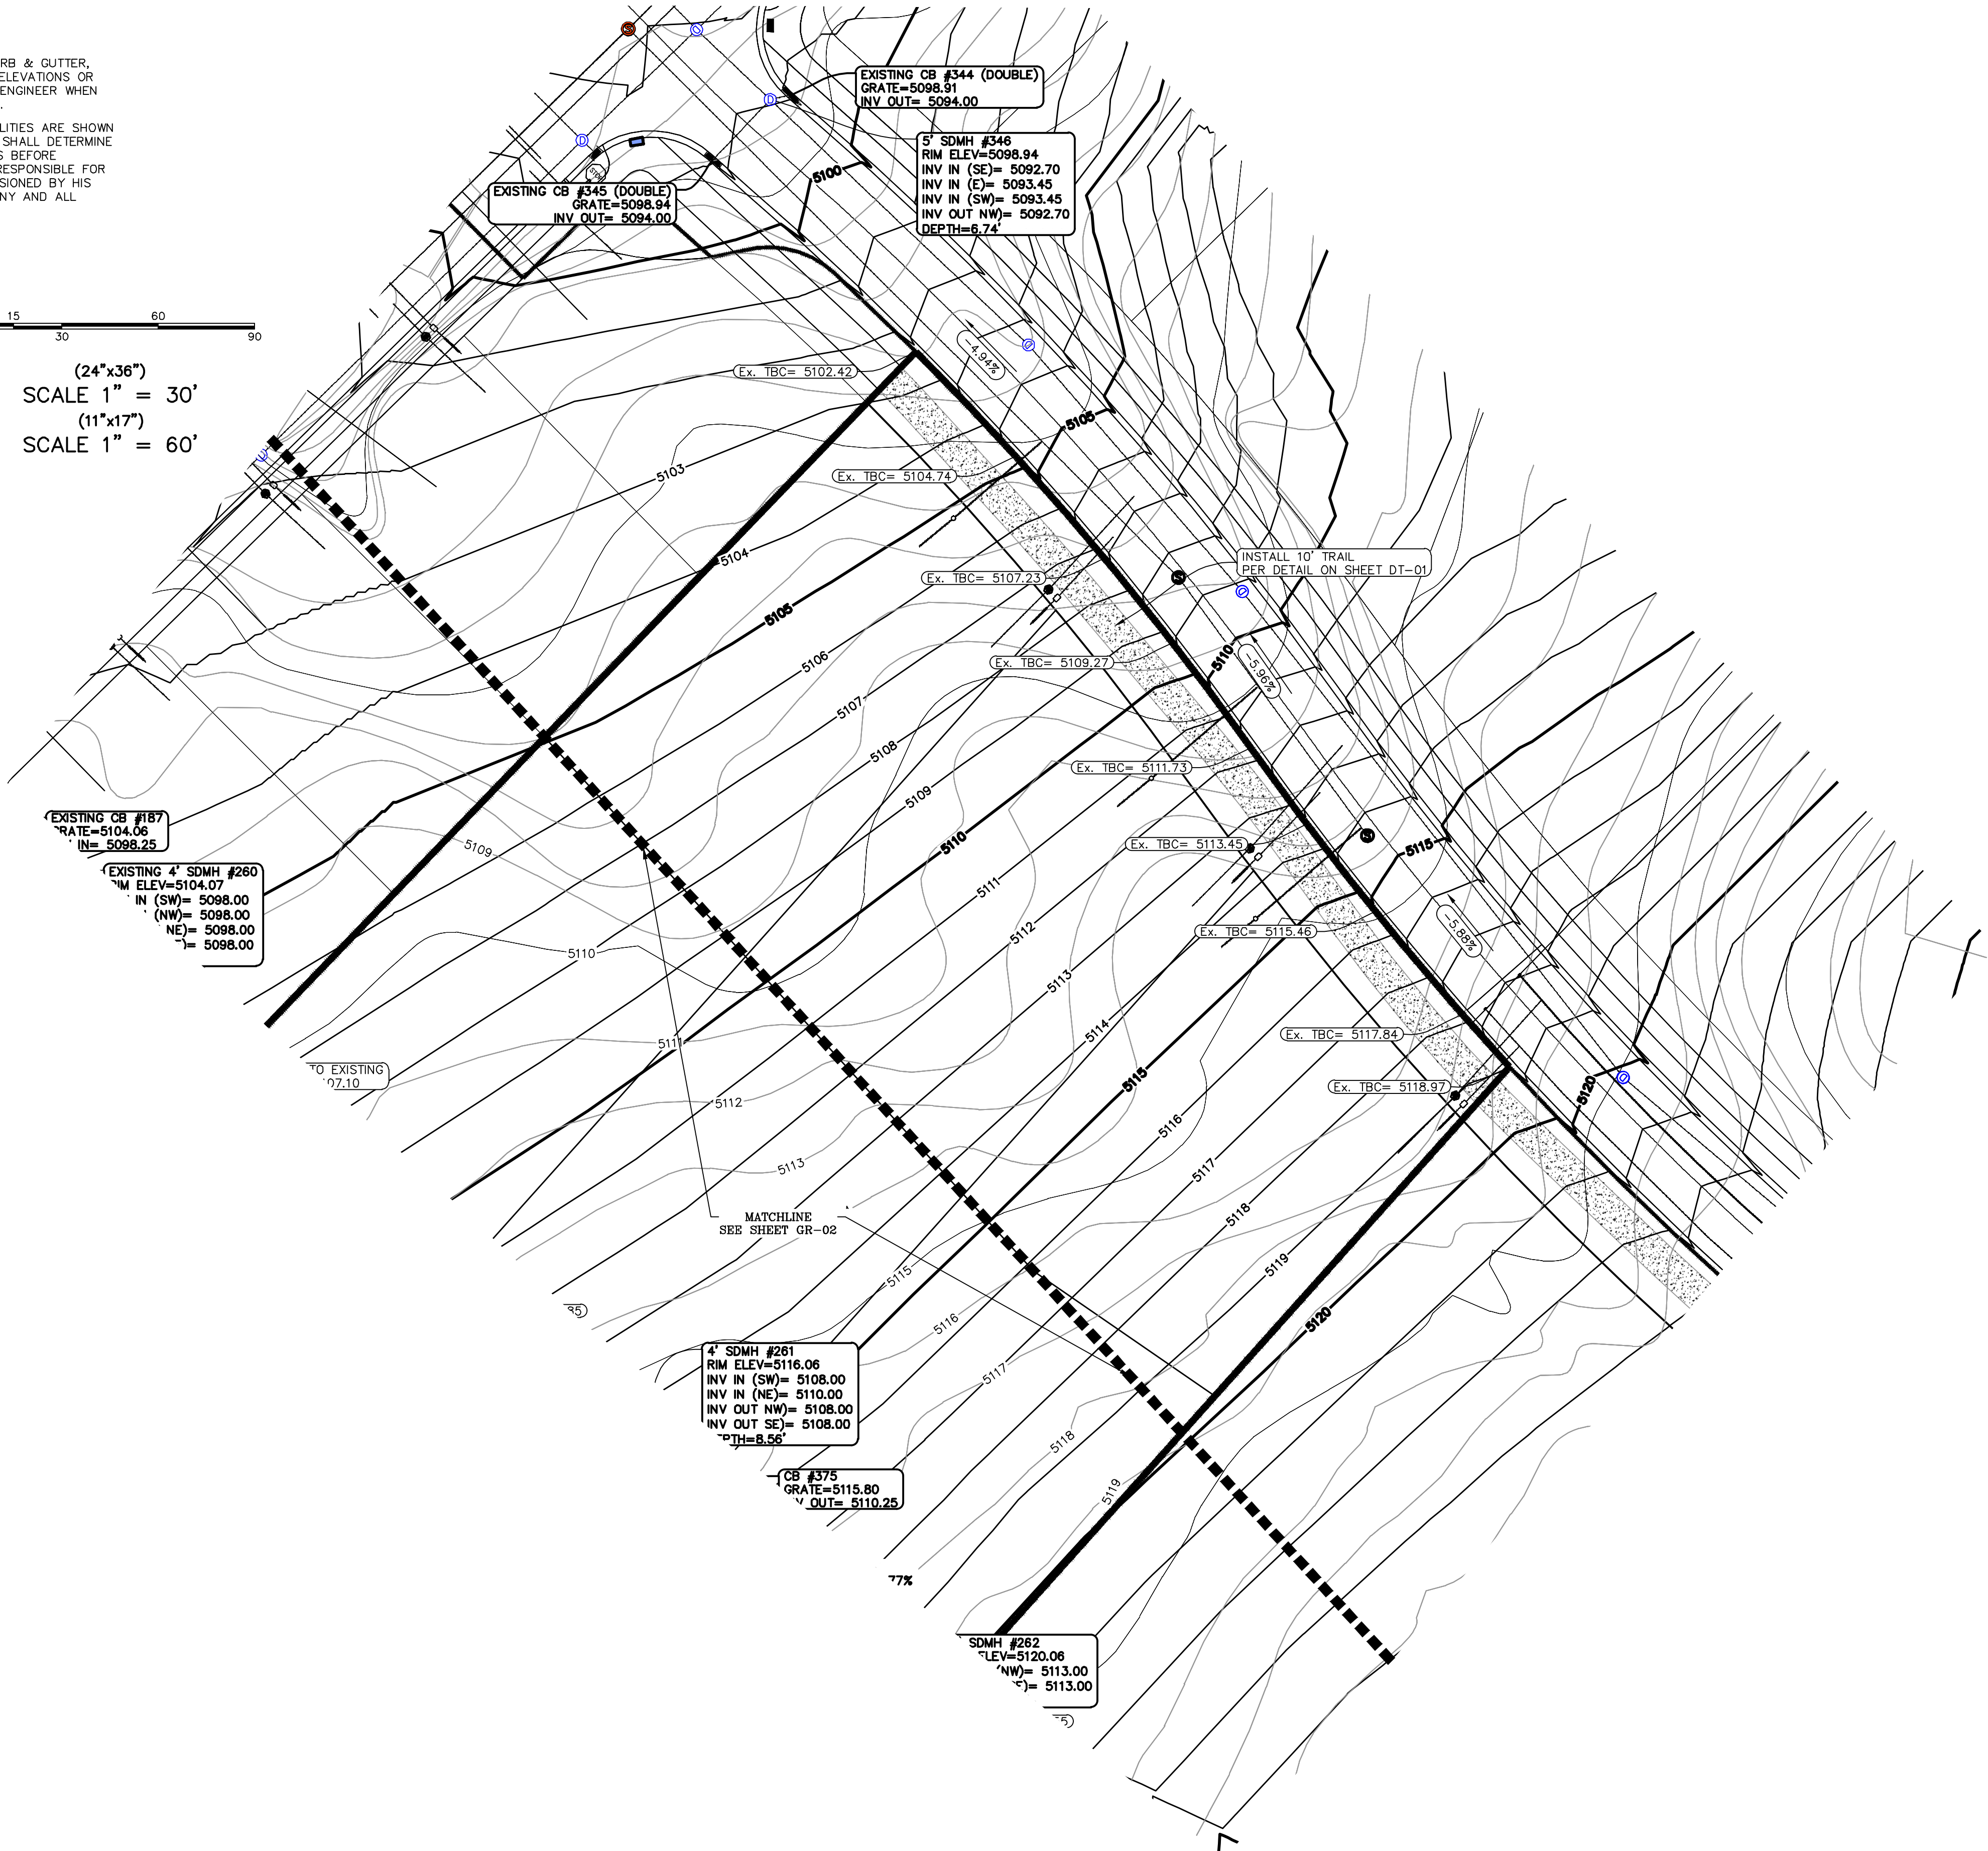 RB & GUTTER,
ELEVATIONS OR
ENGINEER WHEN
LITIES ARE SHOWN
SHALL DETERMINE
S BEFORE
RESPONSIBLE FOR
SIONED BY HIS
NY AND ALL
15 60
30 90
(24"x36")
SCALE 1" = 30'
(11"x17")
SCALE 1" = 60'
EXISTING CB #344 (DOUBLE)
GRATE=5098.91
INV OUT= 5094.00
5' SDMH #346
RIM ELEV=5098.94
INV IN (SE)= 5092.70
INV IN (E)= 5093.45
INV IN (SW)= 5093.45
INV OUT NW)= 5092.70
DEPTH=6.74'
STOP
EXISTING CB #345 (DOUBLE)
GRATE=5098.94
INV OUT= 5094.00
5100
-4.94%
Ex. TBC= 5102.42
5105
5103
Ex. TBC= 5104.74
5104
INSTALL 10' TRAIL
PER DETAIL ON SHEET DT-01
Ex. TBC= 5107.23
5105
5106
Ex. TBC= 5109.27
5110
-5.96%
5107
5108
Ex. TBC= 5111.73
5109
5110
Ex. TBC= 5113.45
5115
5109
EXISTING CB #187
RATE=5104.06
IN= 5098.25
EXISTING 4' SDMH #260
IM ELEV=5104.07
IN (SW)= 5098.00
(NW)= 5098.00
NE)= 5098.00
)= 5098.00
5111
5112
Ex. TBC= 5115.46
-5.88%
5110
5113
5114
Ex. TBC= 5117.84
5111
TO EXISTING
07.10
5115
Ex. TBC= 5118.97
5120
5112
5116
5113
5117
MATCHLINE
SEE SHEET GR-02
5118
5119
5115
5120
5116
4' SDMH #261
RIM ELEV=5116.06
INV IN (SW)= 5108.00
INV IN (NE)= 5110.00
INV OUT NW)= 5108.00
INV OUT SE)= 5108.00
PTH=8.56'
5117
5118
5119
CB #375
GRATE=5115.80
V OUT= 5110.25
77%
SDMH #262
ELEV=5120.06
(NW)= 5113.00
)= 5113.00